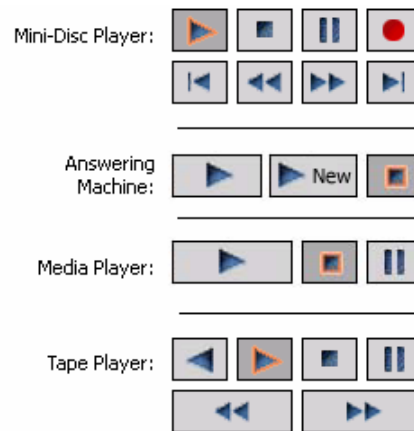 Mini-Disc Player:
Answering
Machine:
New
Media Player:
Tape Player: